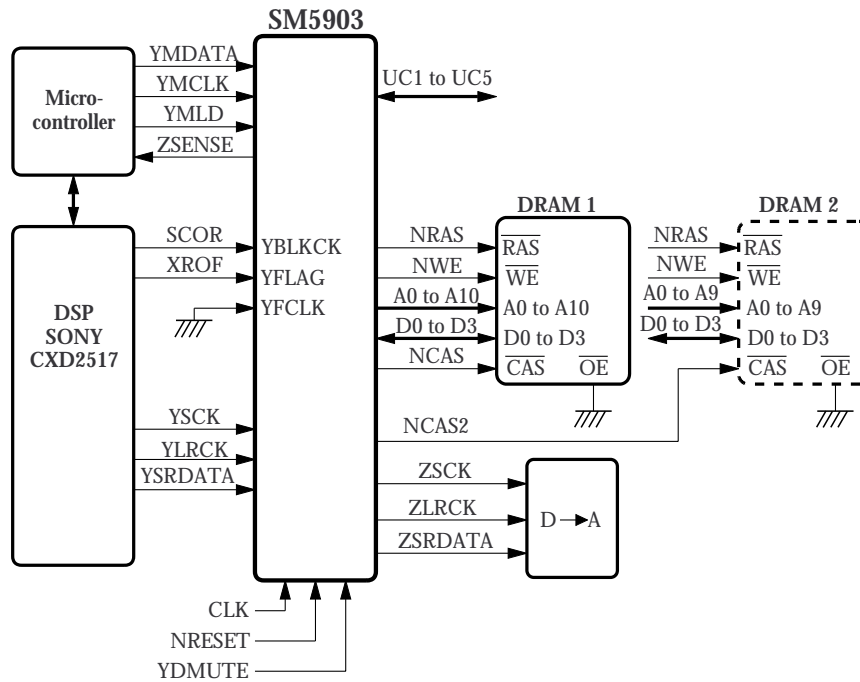 SM5903
YMDATA
YMCLK
YMLD
ZSENSE
Micro-
controller
UC1 to UC5
DRAM 1
DRAM 2
SCOR
XROF
YBLKCK
YFLAG
YFCLK
NRAS
NWE
A0 to A10
D0 to D3
NCAS
RAS
WE
A0 to A10
D0 to D3
CAS OE
NRAS
NWE
A0 to A9
D0 to D3
RAS
WE
A0 to A9
D0 to D3
CAS OE
DSP
SONY
CXD2517
NCAS2
YSCK
YLRCK
YSRDATA
ZSCK
ZLRCK
ZSRDATA
D A
CLK
NRESET
YDMUTE